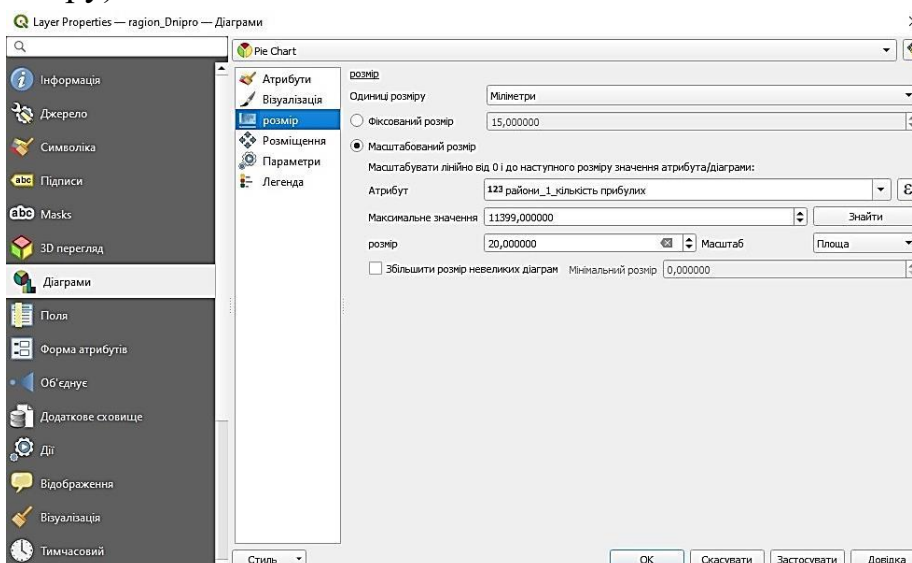 Layer Properties — ragion_Dnipro — Діаграми
Pie Chart
Інформація
Джерело
Символіка
abc Підписи
abc Masks
3D перегляд
Діаграми
Поля
Форма атрибутів
Об'єднує
Додаткове сховище
Дії
Відображення
Візуалізація
Тимчасовий
Атрибути
Візуалізація
розмір
Розміщення
Параметри
Легенда
розмір
Одиниці розміру Міліметри
Фіксований розмір 15,000000
Масштабований розмір
Масштабувати лінійно від 0 і до наступного розміру значення атрибута/діаграми:
Атрибут 123 райони_1_кількість прибулих ε
Максимальне значення 11399,000000 Знайти
розмір 20,000000 Масштаб Площа
Збільшити розмір невеликих діаграм Мінімальний розмір 0,000000
Стиль OK Скасувати Застосувати Довідка